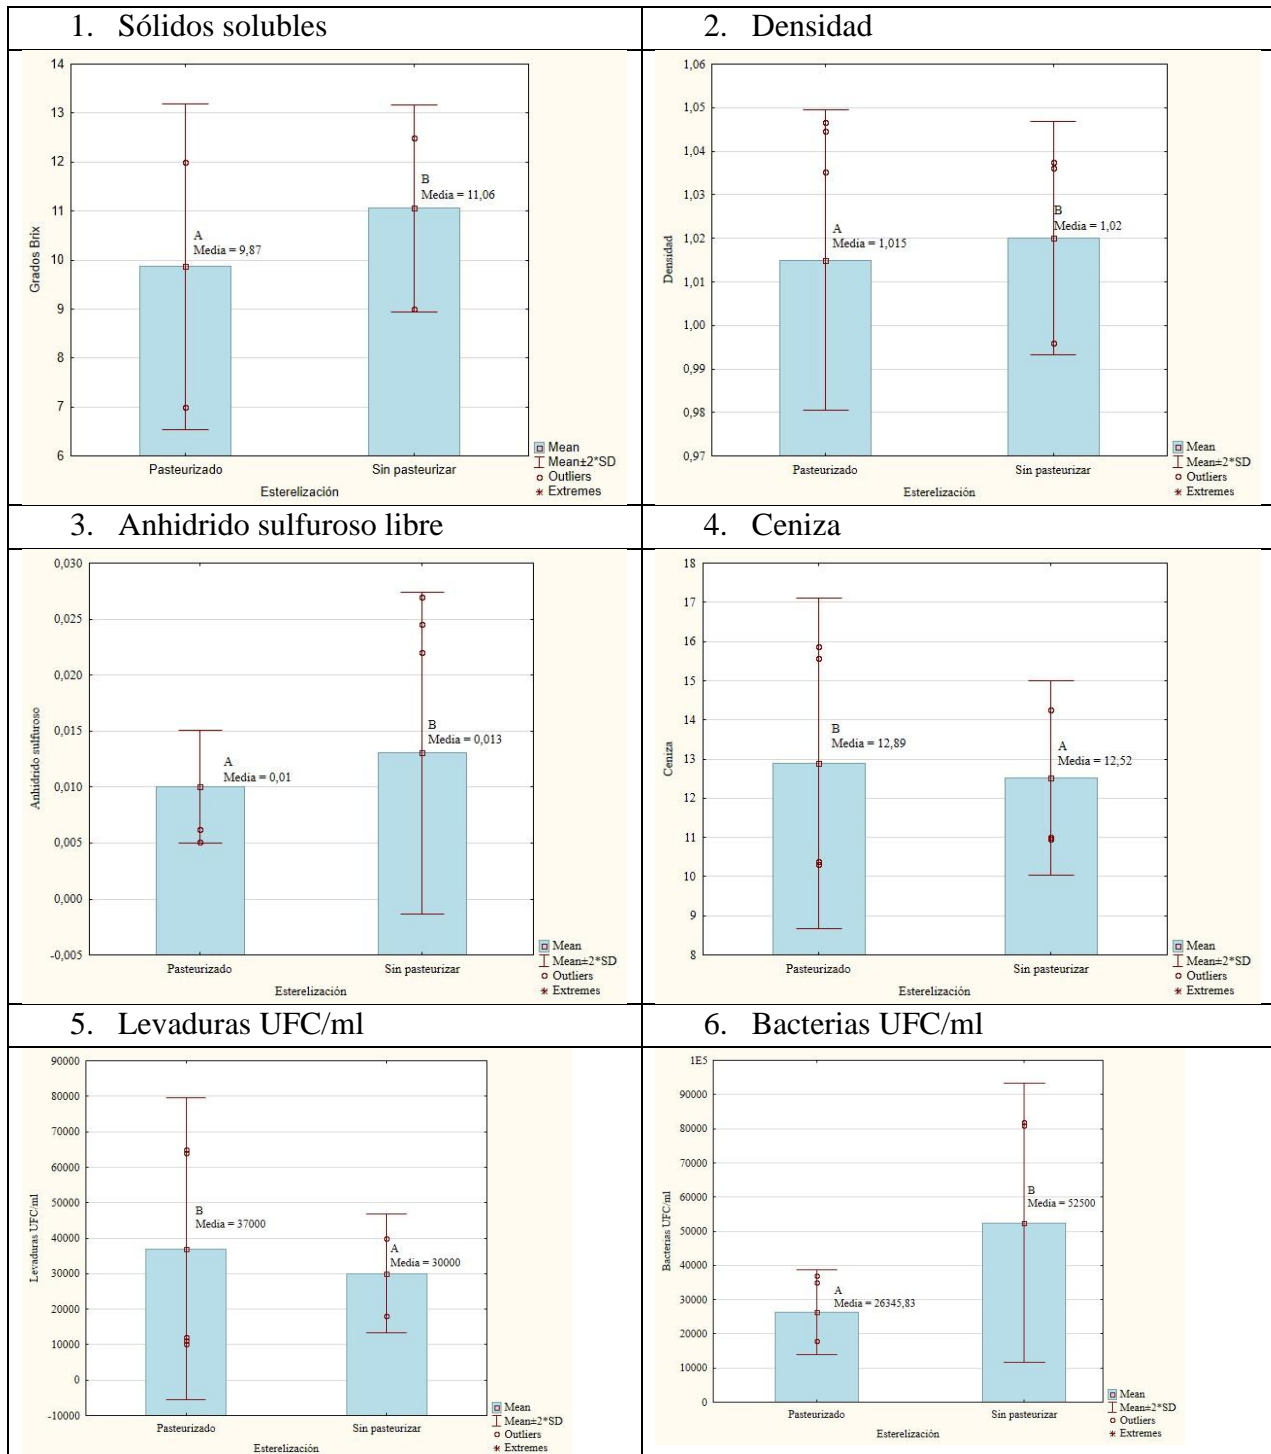 1. Sólidos solubles
2. Densidad
14
13
12
11
10
9
8
7
6
Grados Brix
A
Media = 9,87
B
Media = 11,06
Pasteurizado
Sin pasteurizar
Esterelización
Mean
Mean±2*SD
Outliers
Extremes
1,06
1,05
1,04
1,03
1,02
1,01
1,00
0,99
0,98
0,97
Densidad
A
Media = 1,015
B
Media = 1,02
Pasteurizado
Sin pasteurizar
Esterelización
Mean
Mean±2*SD
Outliers
Extremes
3. Anhidrido sulfuroso libre
4. Ceniza
0,030
0,025
0,020
0,015
0,010
0,005
0,000
-0,005
Anhidrido sulfuroso
A
Media = 0,01
B
Media = 0,013
Pasteurizado
Sin pasteurizar
Esterelización
Mean
Mean±2*SD
Outliers
Extremes
18
17
16
15
14
13
12
11
10
9
8
Ceniza
B
Media = 12,89
A
Media = 12,52
Pasteurizado
Sin pasteurizar
Esterelización
Mean
Mean±2*SD
Outliers
Extremes
5. Levaduras UFC/ml
6. Bacterias UFC/ml
90000
80000
70000
60000
50000
40000
30000
20000
10000
0
-10000
Levaduras UFC/ml
B
Media = 37000
A
Media = 30000
Pasteurizado
Sin pasteurizar
Esterelización
Mean
Mean±2*SD
Outliers
Extremes
1E5
90000
80000
70000
60000
50000
40000
30000
20000
10000
0
Bacterias UFC/ml
A
Media = 26345,83
B
Media = 52500
Pasteurizado
Sin pasteurizar
Esterelización
Mean
Mean±2*SD
Outliers
Extremes